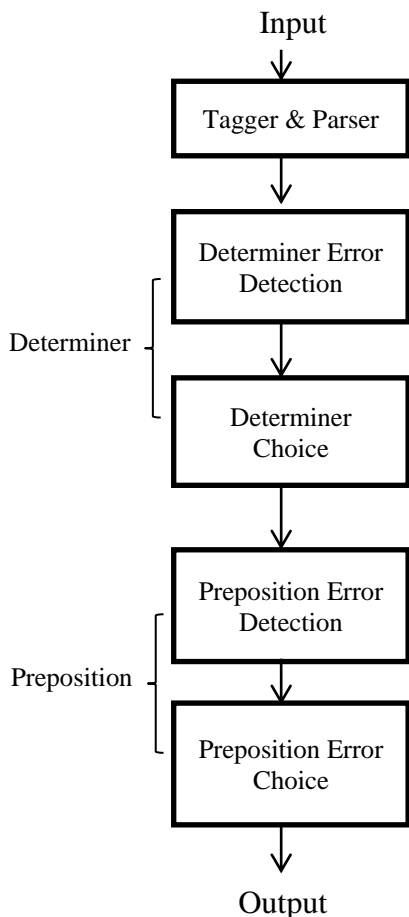 Input
Tagger & Parser
Determiner Error
Detection
Determiner
Determiner
Choice
Preposition Error
Detection
Preposition
Preposition Error
Choice
Output